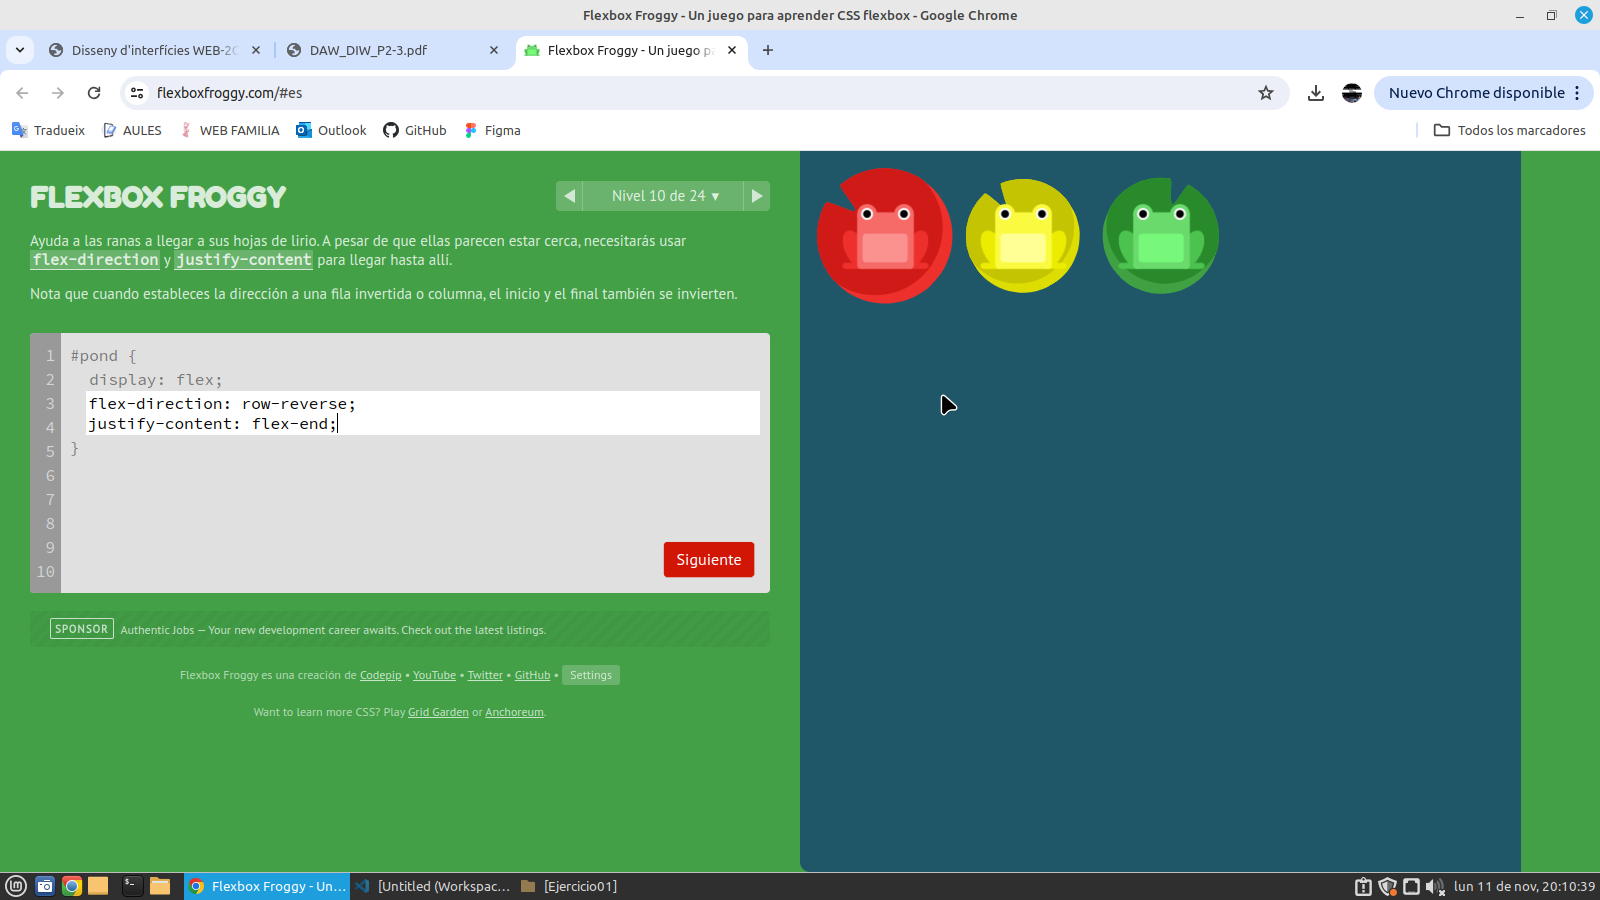 Flexbox Froggy - Un juego para aprender CSS flexbox - Google Chrome
Disseny d'interfícies WEB-2
DAW_DIW_P2-3.pdf
Flexbox Froggy - Un juego p
flexboxfroggy.com/#es
Nuevo Chrome disponible
Tradueix
AULES
WEB FAMILIA
Outlook
GitHub
Figma
Todos los marcadores
FLEXBOX FROGGY
Nivel 10 de 24 ▾
Ayuda a las ranas a llegar a sus hojas de lirio. A pesar de que ellas parecen estar cerca, necesitarás usar
flex-direction y justify-content para llegar hasta allí.
Nota que cuando estableces la dirección a una fila invertida o columna, el inicio y el final también se invierten.
1 #pond {
2 display: flex;
3 flex-direction: row-reverse;
4 justify-content: flex-end;
5 }
6
7
8
9
10
Siguiente
SPONSOR Authentic Jobs — Your new development career awaits. Check out the latest listings.
Flexbox Froggy es una creación de Codepip • YouTube • Twitter • GitHub • Settings
Want to learn more CSS? Play Grid Garden or Anchoreum.
Flexbox Froggy - Un...
[Untitled (Workspac...
[Ejercicio01]
lun 11 de nov, 20:10:39